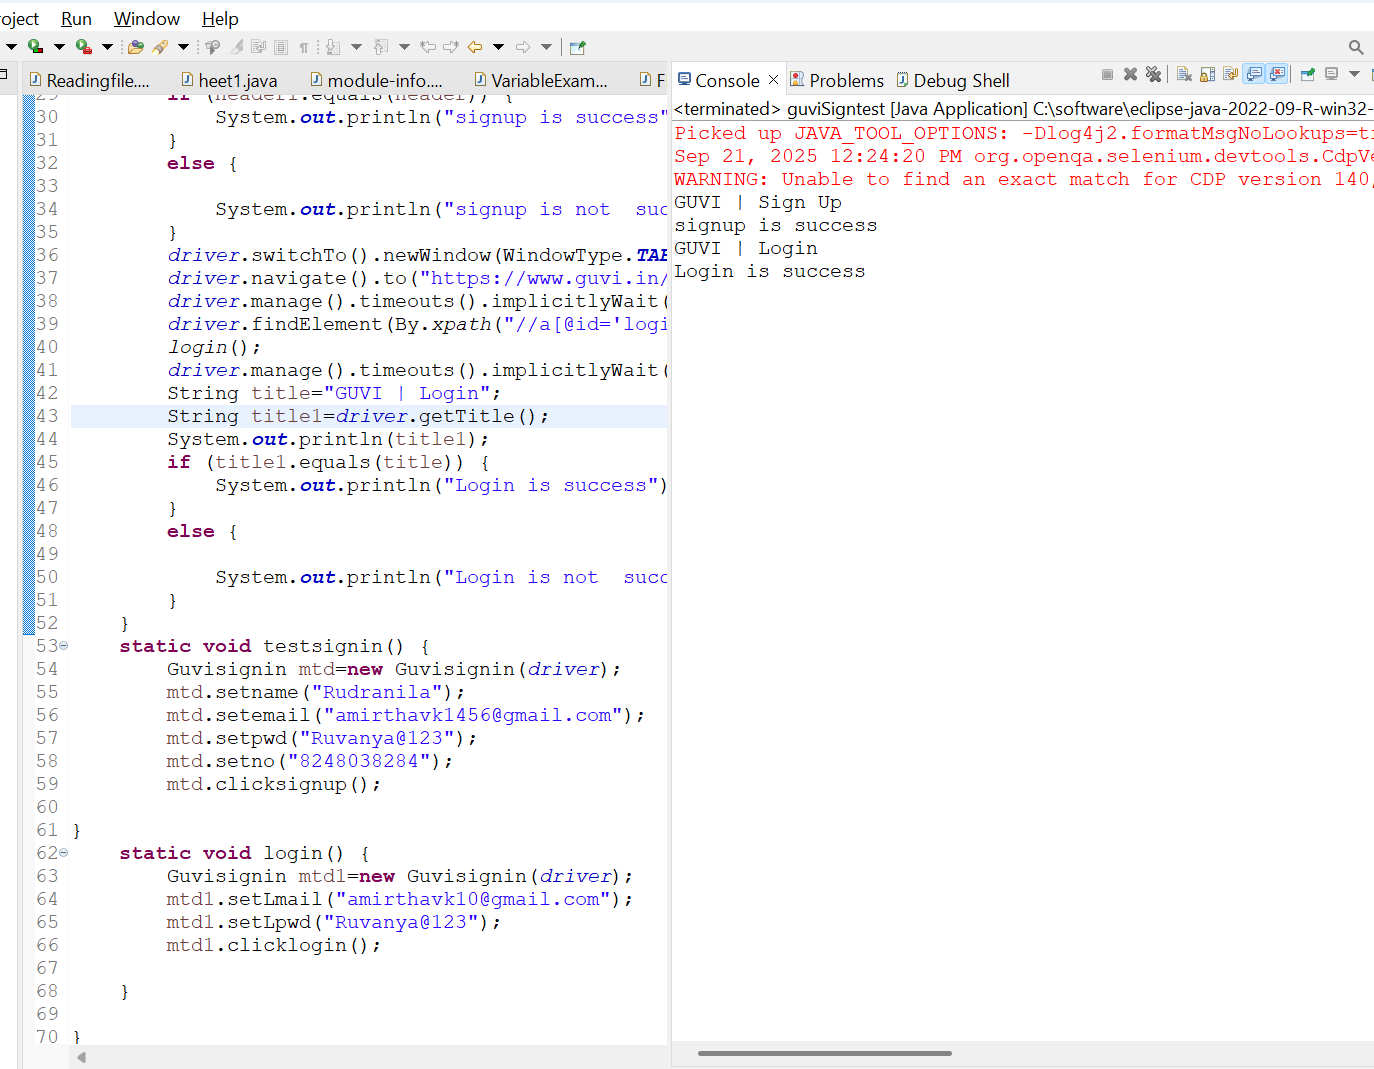 oject Run Window Help
Readingfile.... heet1.java module-info.... VariableExam... F
Console Problems Debug Shell
<terminated> guviSigntest [Java Application] C:\software\eclipse-java-2022-09-R-win32-
if (header1.equals(header)) {
30 System.out.println("signup is success"
31 }
32 else {
33
34 System.out.println("signup is not  suc
35 }
36 driver.switchTo().newWindow(WindowType.TAB
37 driver.navigate().to("https://www.guvi.in/
38 driver.manage().timeouts().implicitlyWait(
39 driver.findElement(By.xpath("//a[@id='logi
40 login();
41 driver.manage().timeouts().implicitlyWait(
42 String title="GUVI | Login";
43 String title1=driver.getTitle();
44 System.out.println(title1);
45 if (title1.equals(title)) {
46 System.out.println("Login is success")
47 }
48 else {
49
50 System.out.println("Login is not  succ
51 }
52 }
53 static void testsignin() {
54 Guvisignin mtd=new Guvisignin(driver);
55 mtd.setname("Rudranila");
56 mtd.setemail("amirthavk1456@gmail.com");
57 mtd.setpwd("Ruvanya@123");
58 mtd.setno("8248038284");
59 mtd.clicksignup();
60
61 }
62 static void login() {
63 Guvisignin mtd1=new Guvisignin(driver);
64 mtd1.setLmail("amirthavk10@gmail.com");
65 mtd1.setLpwd("Ruvanya@123");
66 mtd1.clicklogin();
67
68 }
69
70 }
Picked up JAVA_TOOL_OPTIONS: -Dlog4j2.formatMsgNoLookups=t
Sep 21, 2025 12:24:20 PM org.openqa.selenium.devtools.CdpVe
WARNING: Unable to find an exact match for CDP version 140,
GUVI | Sign Up
signup is success
GUVI | Login
Login is success